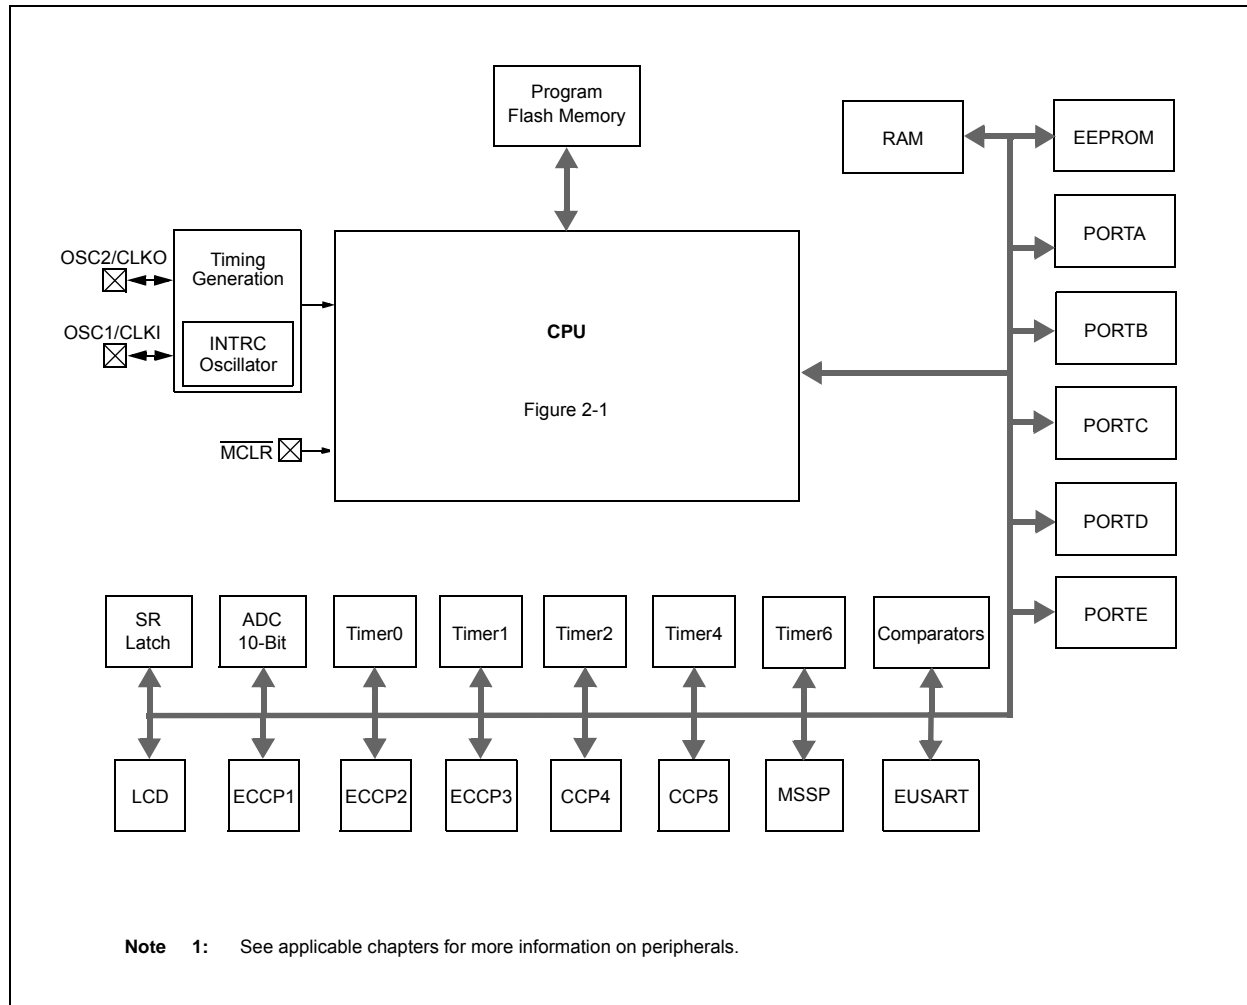 Program
Flash Memory
RAM
EEPROM
PORTA
OSC2/CLKO
Timing
Generation
OSC1/CLKI
INTRC
Oscillator
CPU
PORTB
Figure 2-1
PORTC
MCLR
PORTD
PORTE
SR
Latch
ADC
10-Bit
Timer0
Timer1
Timer2
Timer4
Timer6
Comparators
LCD
ECCP1
ECCP2
ECCP3
CCP4
CCP5
MSSP
EUSART
Note 1: See applicable chapters for more information on peripherals.